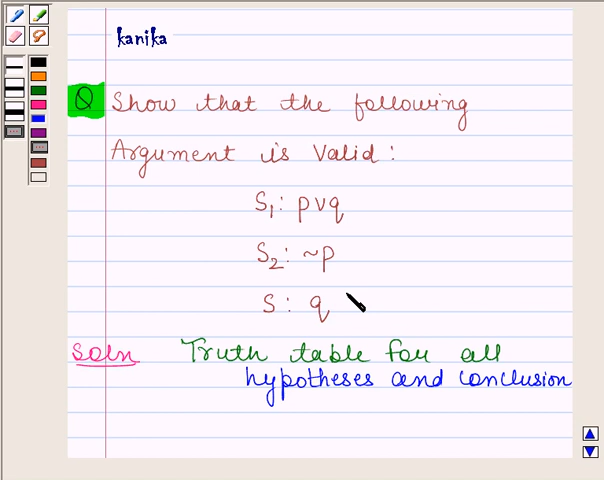 kanika
Q Show that the following
Argument is Valid :
S₁ : p∨q
S₂ : ~p
S : q
Soln Truth table for all
hypotheses and conclusion